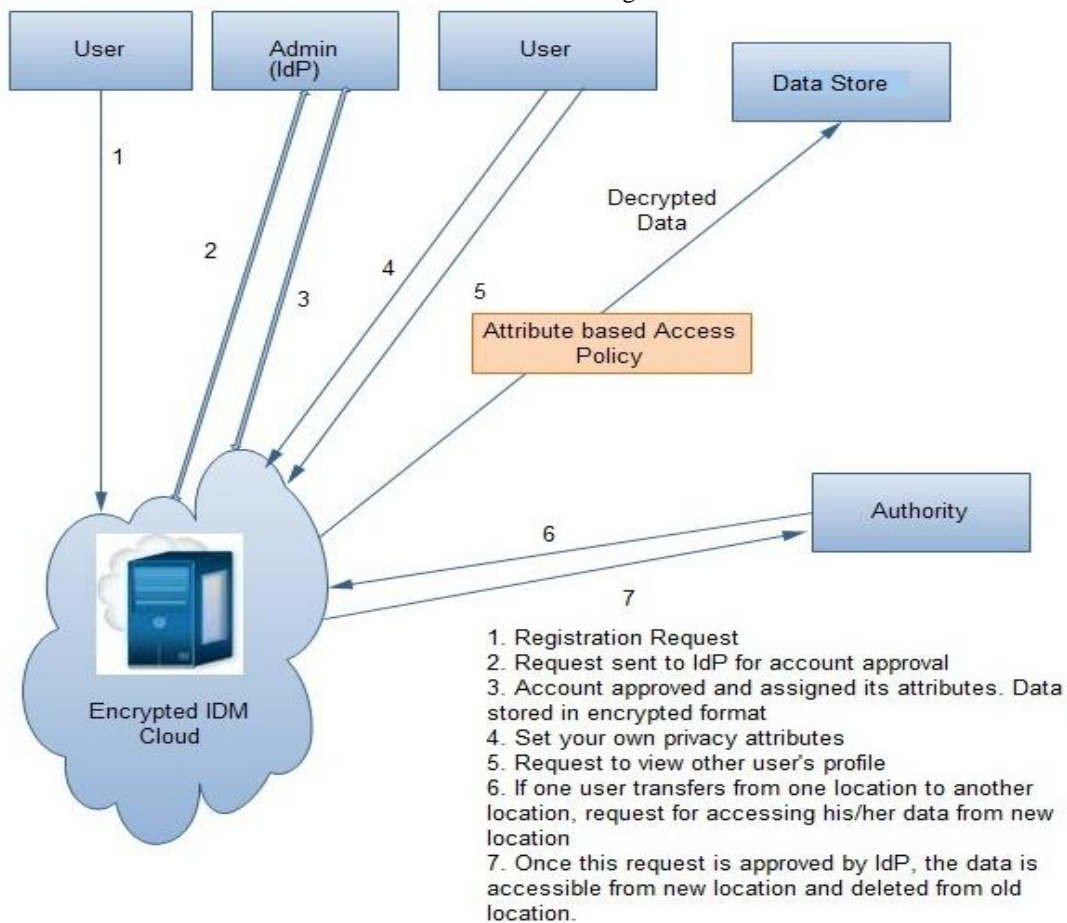 User
Admin
(IdP)
User
Data Store
1
2
3
4
5
Decrypted
Data
Attribute based Access
Policy
Authority
6
7
Encrypted IDM
Cloud
1. Registration Request
2. Request sent to IdP for account approval
3. Account approved and assigned its attributes. Data
stored in encrypted format
4. Set your own privacy attributes
5. Request to view other user's profile
6. If one user transfers from one location to another
location, request for accessing his/her data from new
location
7. Once this request is approved by IdP, the data is
accessible from new location and deleted from old
location.